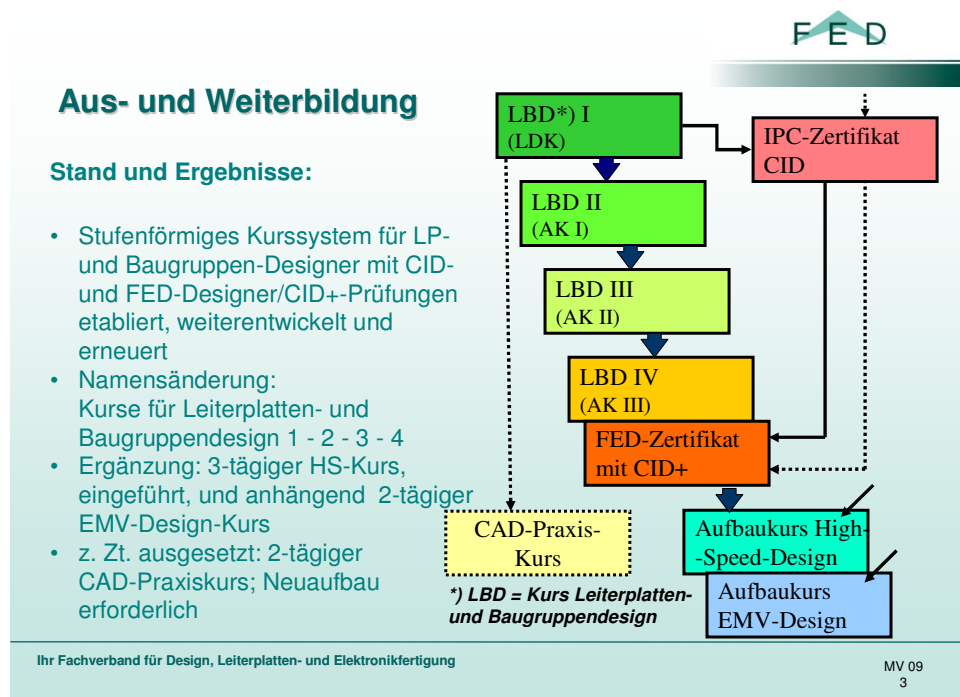 FED
Aus- und Weiterbildung
Stand und Ergebnisse:
• Stufenförmiges Kurssystem für LP-
und Baugruppen-Designer mit CID-
und FED-Designer/CID+-Prüfungen
etabliert, weiterentwickelt und
erneuert
• Namensänderung:
Kurse für Leiterplatten- und
Baugruppendesign 1 - 2 - 3 - 4
• Ergänzung: 3-tägiger HS-Kurs,
eingeführt, und anhängend 2-tägiger
EMV-Design-Kurs
• z. Zt. ausgesetzt: 2-tägiger
CAD-Praxiskurs; Neuaufbau
erforderlich
LBD*) I
(LDK)
IPC-Zertifikat
CID
LBD II
(AK I)
LBD III
(AK II)
LBD IV
(AK III)
FED-Zertifikat
mit CID+
CAD-Praxis-
Kurs
Aufbaukurs High-
-Speed-Design
Aufbaukurs
EMV-Design
*) LBD = Kurs Leiterplatten-
und Baugruppendesign
Ihr Fachverband für Design, Leiterplatten- und Elektronikfertigung
MV 09
3